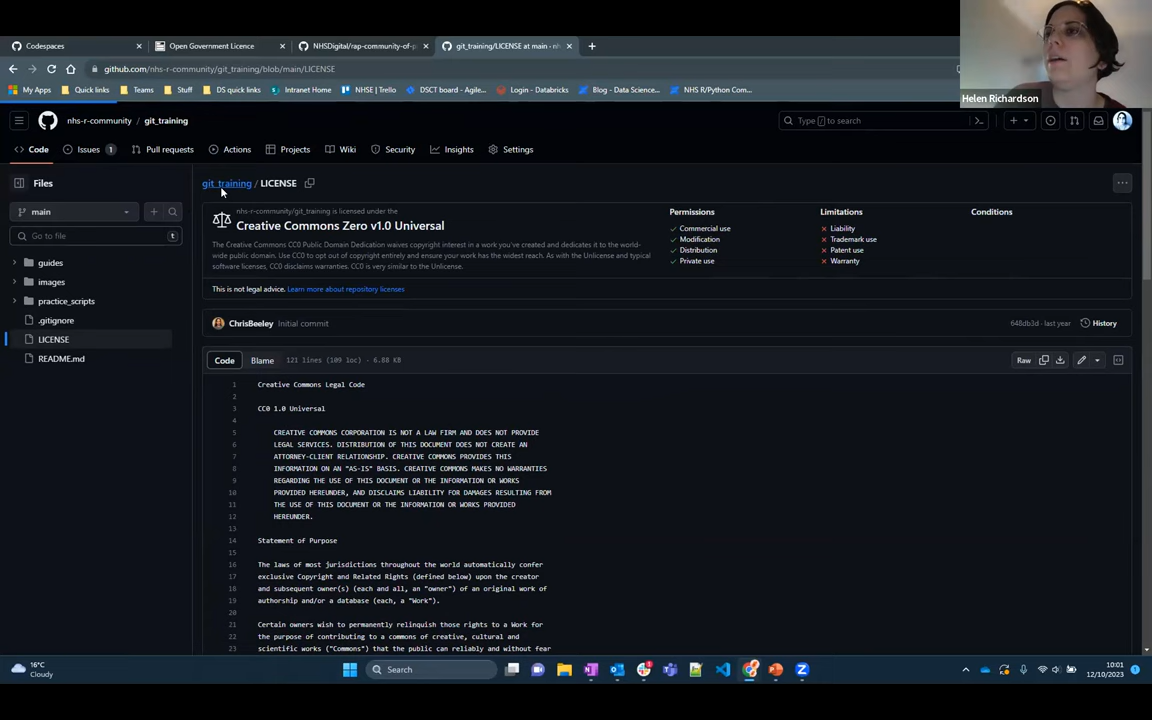 Codespaces
Open Government Licence
NHSDigital/rap-community-of-p
git_training/LICENSE at main · nh
github.com/nhs-r-community/git_training/blob/main/LICENSE
My Apps
Quick links
Teams
Stuff
DS quick links
Intranet Home
NHSE | Trello
DSCT board - Agile...
Login - Databricks
Blog - Data Science...
NHS R/Python Com...
Helen Richardson
nhs-r-community / git_training
Type / to search
Code
Issues 1
Pull requests
Actions
Projects
Wiki
Security
Insights
Settings
Files
main
Go to file
t
guides
images
practice_scripts
.gitignore
LICENSE
README.md
git_training / LICENSE
nhs-r-community/git_training is licensed under the
Creative Commons Zero v1.0 Universal
The Creative Commons CC0 Public Domain Dedication waives copyright interest in a work you've created and dedicates it to the world-
wide public domain. Use CC0 to opt out of copyright entirely and ensure your work has the widest reach. As with the Unlicense and typical
software licenses, CC0 disclaims warranties. CC0 is very similar to the Unlicense.
Permissions
Commercial use
Modification
Distribution
Private use
Limitations
Liability
Trademark use
Patent use
Warranty
Conditions
This is not legal advice. Learn more about repository licenses
ChrisBeeley Initial commit
648db3d · last year
History
Code
Blame
121 lines (109 loc) · 6.88 KB
Raw
1 Creative Commons Legal Code
2
3 CC0 1.0 Universal
4
5 CREATIVE COMMONS CORPORATION IS NOT A LAW FIRM AND DOES NOT PROVIDE
6 LEGAL SERVICES. DISTRIBUTION OF THIS DOCUMENT DOES NOT CREATE AN
7 ATTORNEY-CLIENT RELATIONSHIP. CREATIVE COMMONS PROVIDES THIS
8 INFORMATION ON AN "AS-IS" BASIS. CREATIVE COMMONS MAKES NO WARRANTIES
9 REGARDING THE USE OF THIS DOCUMENT OR THE INFORMATION OR WORKS
10 PROVIDED HEREUNDER, AND DISCLAIMS LIABILITY FOR DAMAGES RESULTING FROM
11 THE USE OF THIS DOCUMENT OR THE INFORMATION OR WORKS PROVIDED
12 HEREUNDER.
13
14 Statement of Purpose
15
16 The laws of most jurisdictions throughout the world automatically confer
17 exclusive Copyright and Related Rights (defined below) upon the creator
18 and subsequent owner(s) (each and all, an "owner") of an original work of
19 authorship and/or a database (each, a "Work").
20
21 Certain owners wish to permanently relinquish those rights to a Work for
22 the purpose of contributing to a commons of creative, cultural and
23 scientific works ("Commons") that the public can reliably and without fear
16°C
Cloudy
Search
10:01
12/10/2023